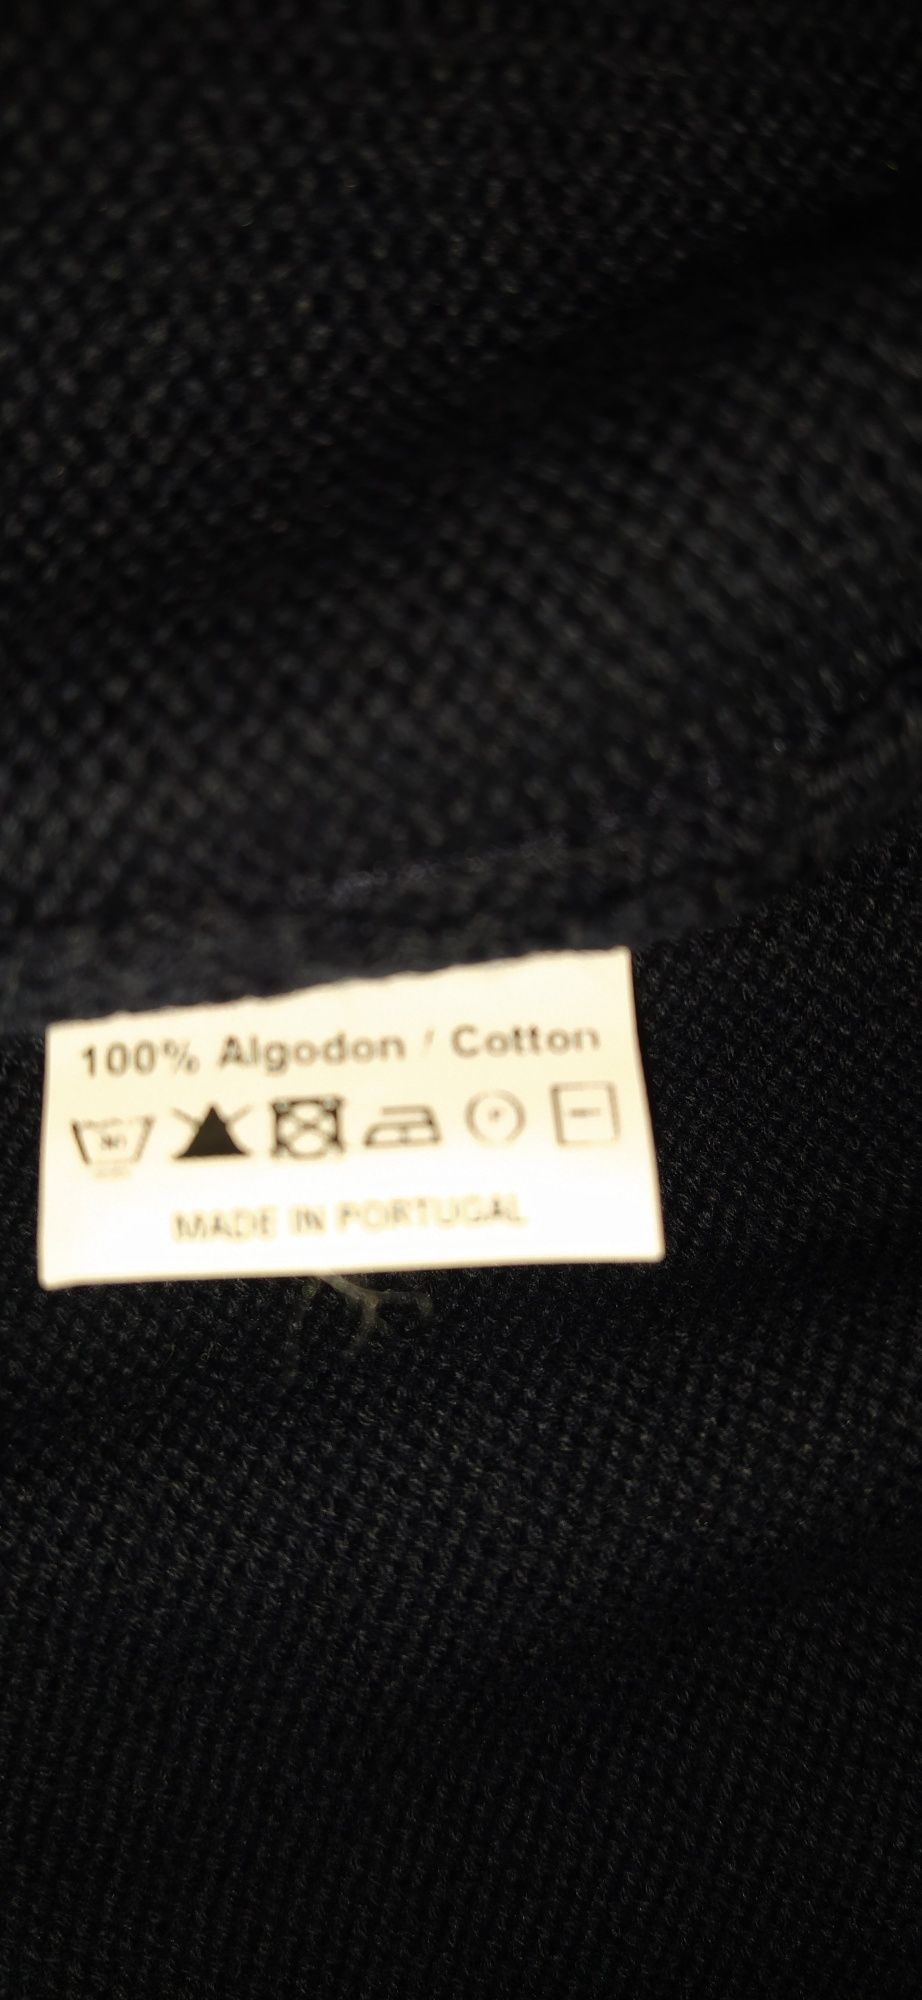 100% Algodon / Cotton
P
MADE IN PORTUGAL